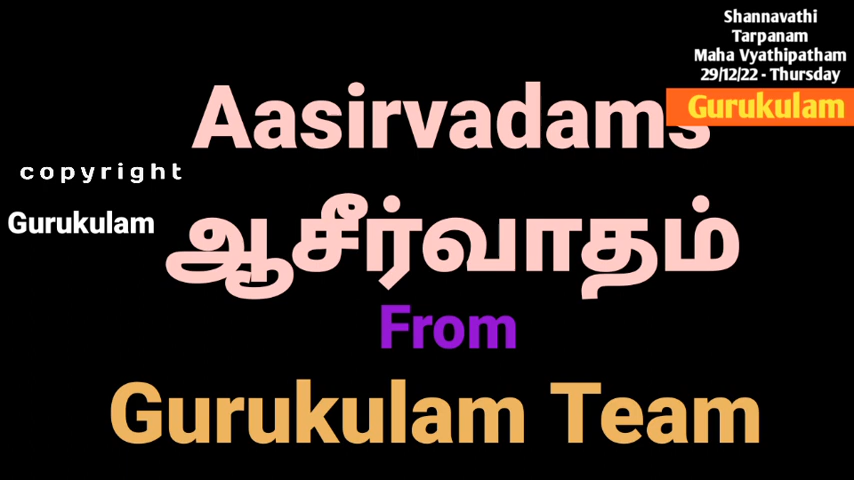 Shannavathi
Tarpanam
Maha Vyathipatham
29/12/22 - Thursday
Gurukulam
Aasirvadams
copyright
Gurukulam
ஆசீர்வாதம்
From
Gurukulam Team